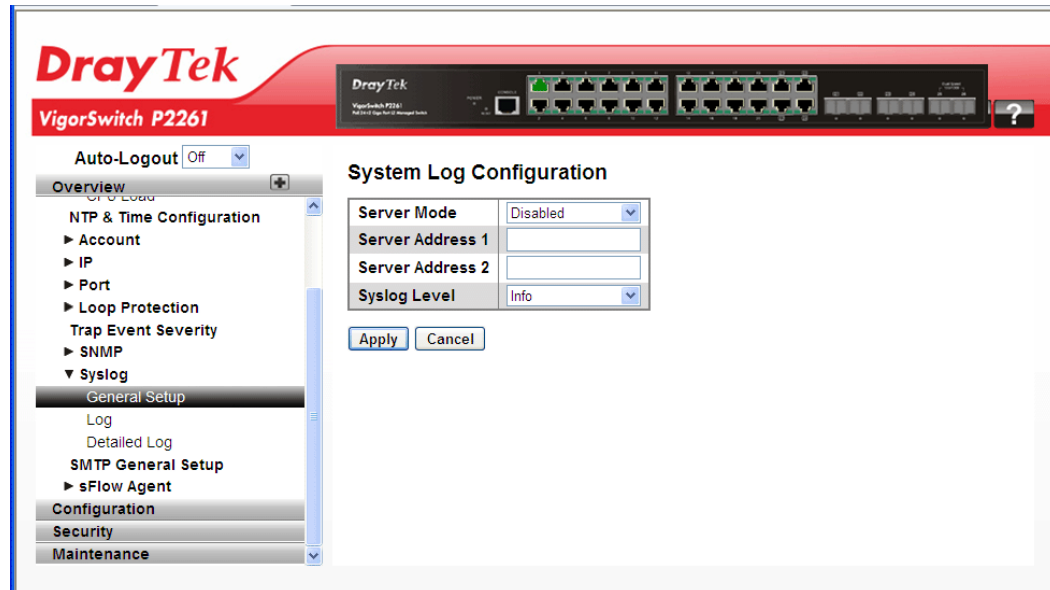 DrayTek
VigorSwitch P2261
DrayTek
VigorSwitch P2261
?
Auto-Logout Off
Overview
CPU Load
NTP & Time Configuration
▶ Account
▶ IP
▶ Port
▶ Loop Protection
Trap Event Severity
▶ SNMP
▼ Syslog
General Setup
Log
Detailed Log
SMTP General Setup
▶ sFlow Agent
Configuration
Security
Maintenance
System Log Configuration
Server Mode Disabled
Server Address 1
Server Address 2
Syslog Level Info
Apply Cancel